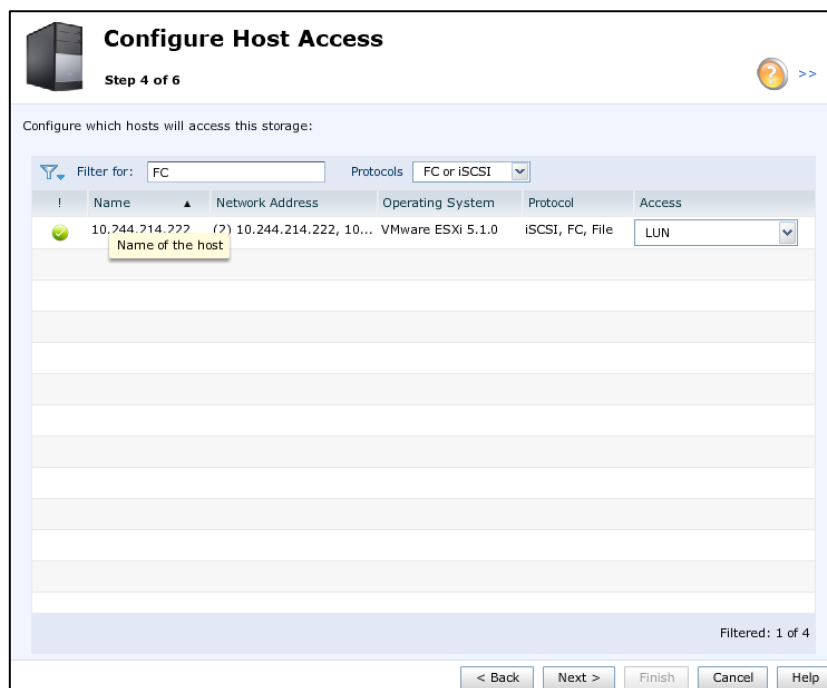 Configure Host Access
Step 4 of 6
? >>
Configure which hosts will access this storage:
Filter for: FC Protocols FC or iSCSI
! Name ▲ Network Address Operating System Protocol Access
10.244.214.222 (2) 10.244.214.222, 10... VMware ESXi 5.1.0 iSCSI, FC, File LUN
Name of the host
Filtered: 1 of 4
< Back Next > Finish Cancel Help